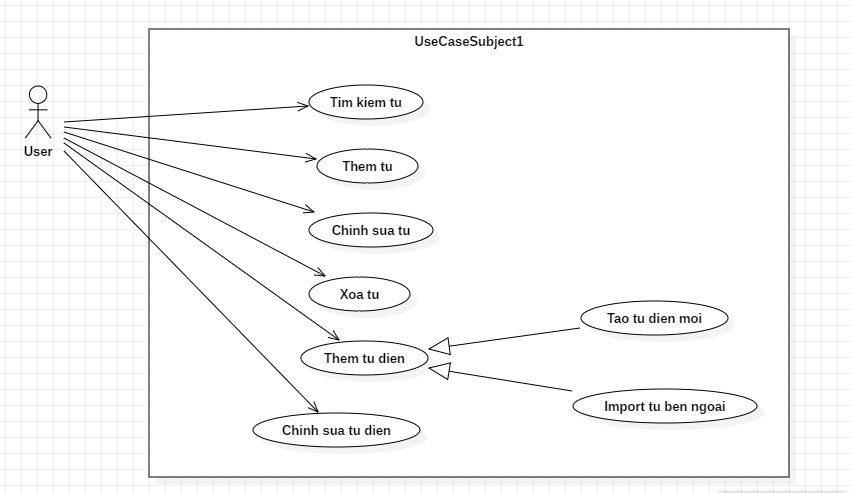 UseCaseSubject1
Tim kiem tu
User
Them tu
Chinh sua tu
Xoa tu
Tao tu dien moi
Them tu dien
Import tu ben ngoai
Chinh sua tu dien